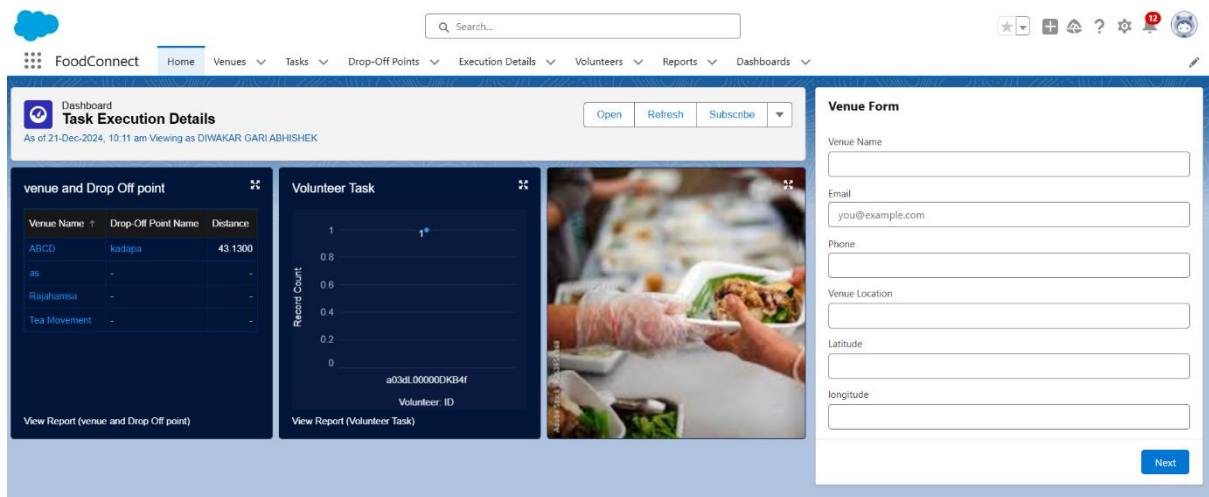 Search...
12
FoodConnect Home Venues Tasks Drop-Off Points Execution Details Volunteers Reports Dashboards
Dashboard
Task Execution Details
As of 21-Dec-2024, 10:11 am Viewing as DIWAKAR GARI ABHISHEK
Open Refresh Subscribe
venue and Drop Off point
Venue Name ↑ Drop-Off Point Name Distance
ABCD kadapa 43.1300
as - -
Rajahamsa - -
Tea Movement - -
View Report (venue and Drop Off point)
Volunteer Task
Record Count
1
1
0.8
0.6
0.4
0.2
0
a03dL00000DKB4f
Volunteer: ID
View Report (Volunteer Task)
Venue Form
Venue Name
Email
you@example.com
Phone
Venue Location
Latitude
longitude
Next